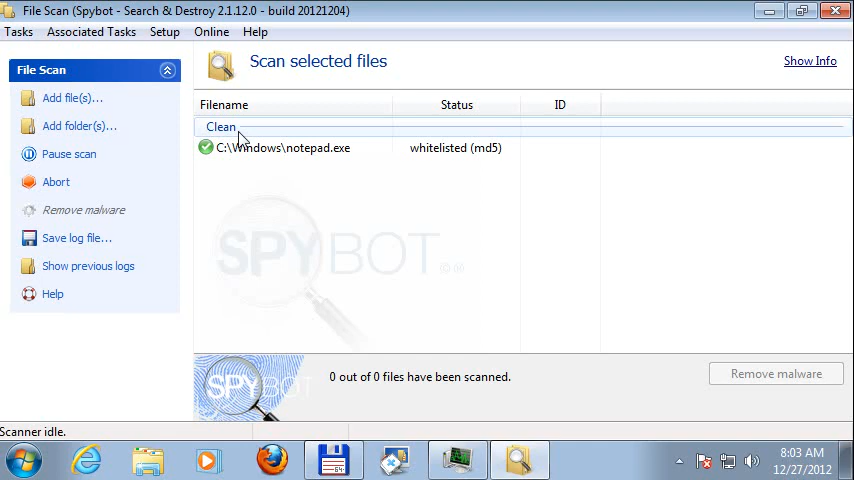 File Scan (Spybot - Search & Destroy 2.1.12.0 - build 20121204)
Tasks Associated Tasks Setup Online Help
File Scan
Add file(s)...
Add folder(s)...
Pause scan
Abort
Remove malware
Save log file...
Show previous logs
Help
Scan selected files
Show Info
Filename Status ID
Clean
C:\Windows\notepad.exe whitelisted (md5)
SPYBOT
SPYBOT
0 out of 0 files have been scanned.
Remove malware
Scanner idle.
64
8:03 AM
12/27/2012